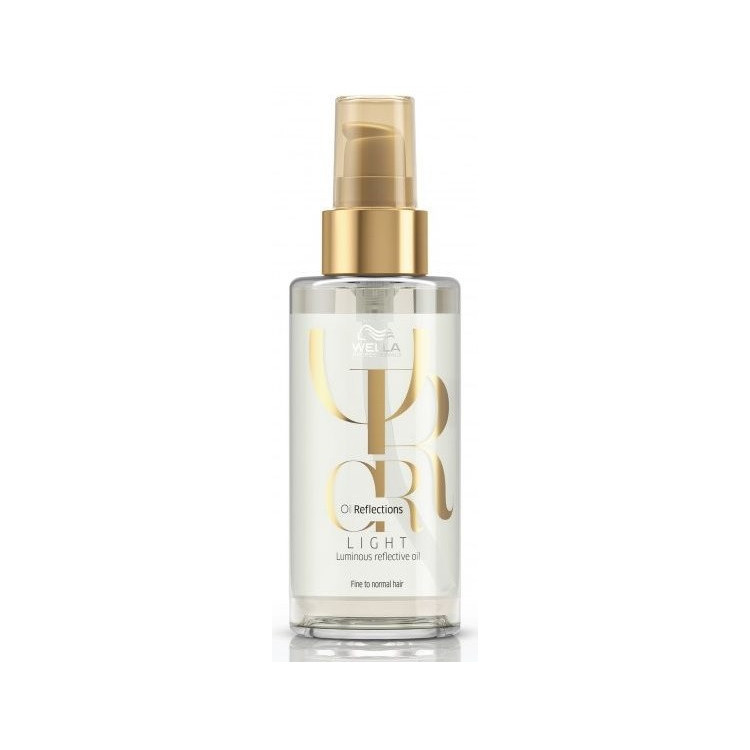 WELLA
Oil Reflections
LIGHT
Luminous reflective oil
Fine to normal hair